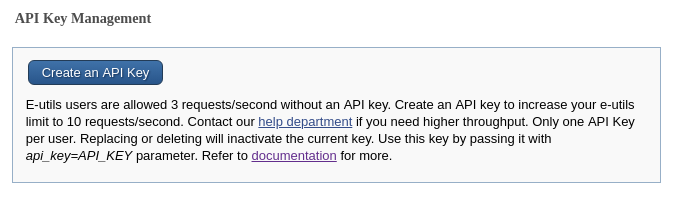 API Key Management
Create an API Key
E-utils users are allowed 3 requests/second without an API key. Create an API key to increase your e-utils
limit to 10 requests/second. Contact our help department if you need higher throughput. Only one API Key
per user. Replacing or deleting will inactivate the current key. Use this key by passing it with
api_key=API_KEY parameter. Refer to documentation for more.